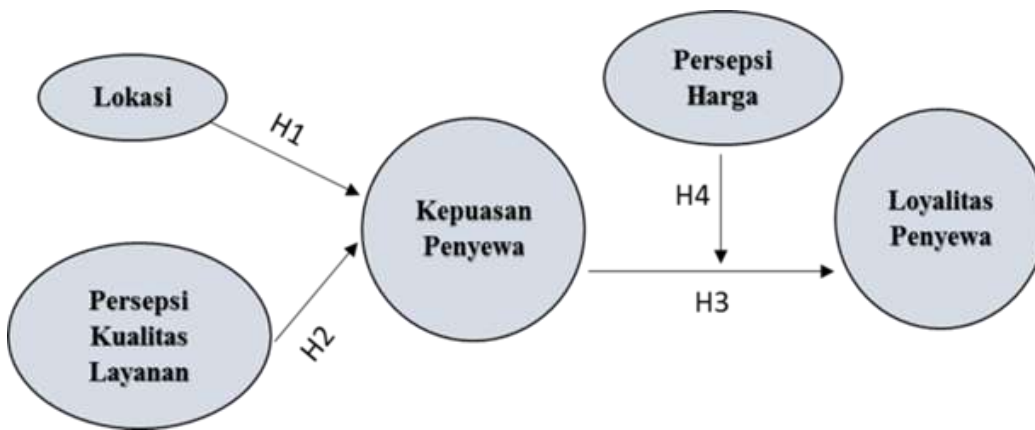 Lokasi
H1
Persepsi
Kualitas
Layanan
H2
Kepuasan
Penyewa
Persepsi
Harga
H4
H3
Loyalitas
Penyewa